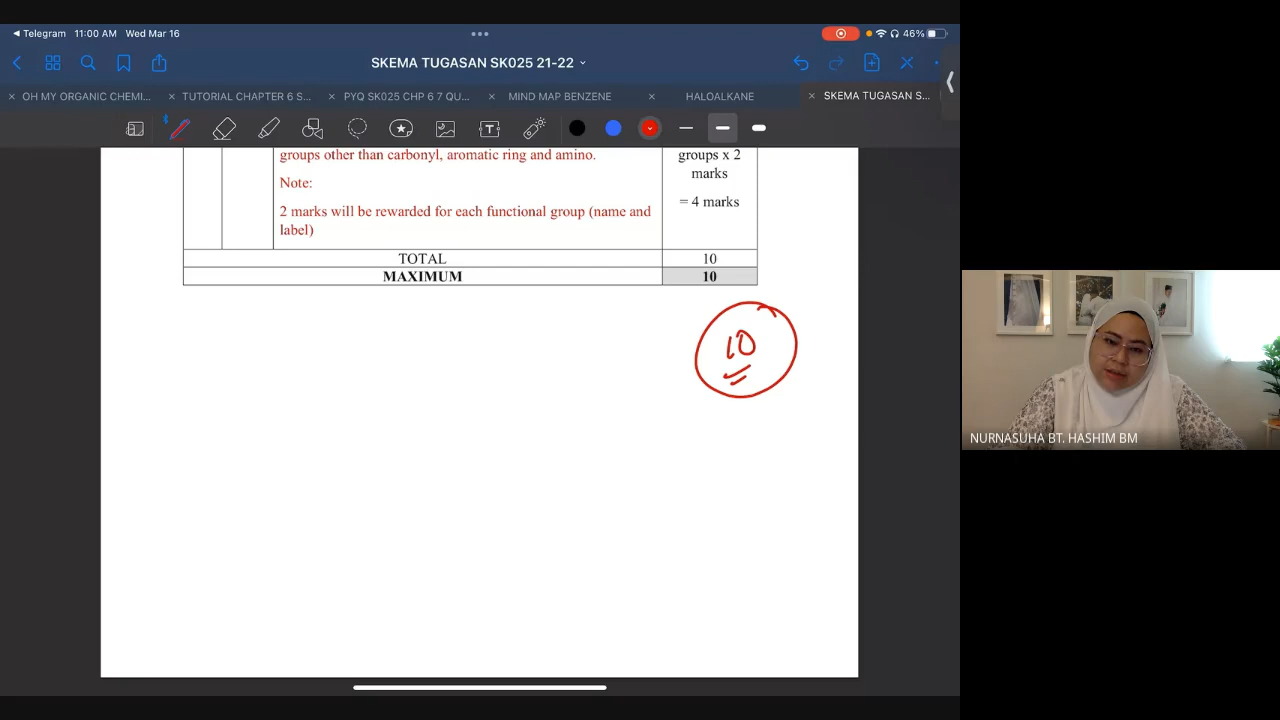 Telegram 11:00 AM Wed Mar 16 46%
SKEMA TUGASAN SK025 21-22
OH MY ORGANIC CHEMI... TUTORIAL CHAPTER 6 S... PYQ SK025 CHP 6 7 QU... MIND MAP BENZENE HALOALKANE SKEMA TUGASAN S...
groups other than carbonyl, aromatic ring and amino.
Note:
2 marks will be rewarded for each functional group (name and
label)
groups x 2
marks
= 4 marks
TOTAL 10
MAXIMUM 10
10
NURNASUHA BT. HASHIM BM